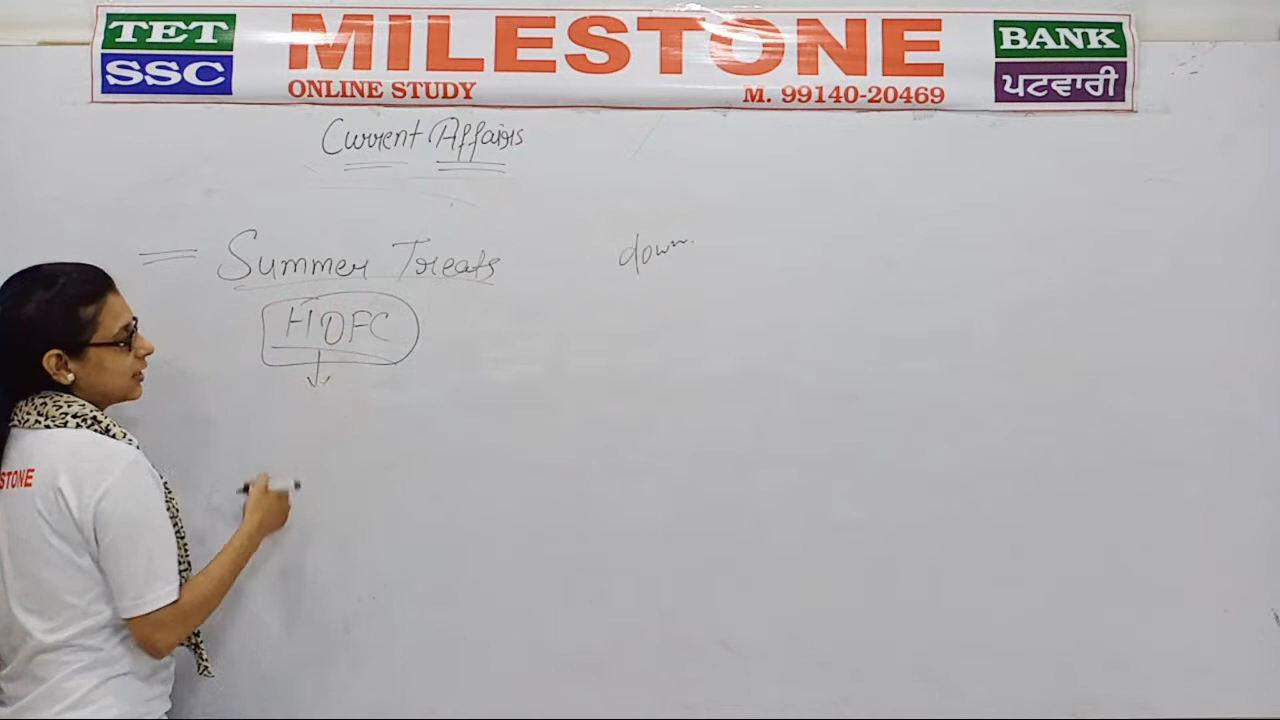 TET
SSC
MILESTONE
ONLINE STUDY
M. 99140-20469
BANK
ਪਟਵਾਰੀ
Current Affairs
= Summer Treats
down.
HDFC
STONE